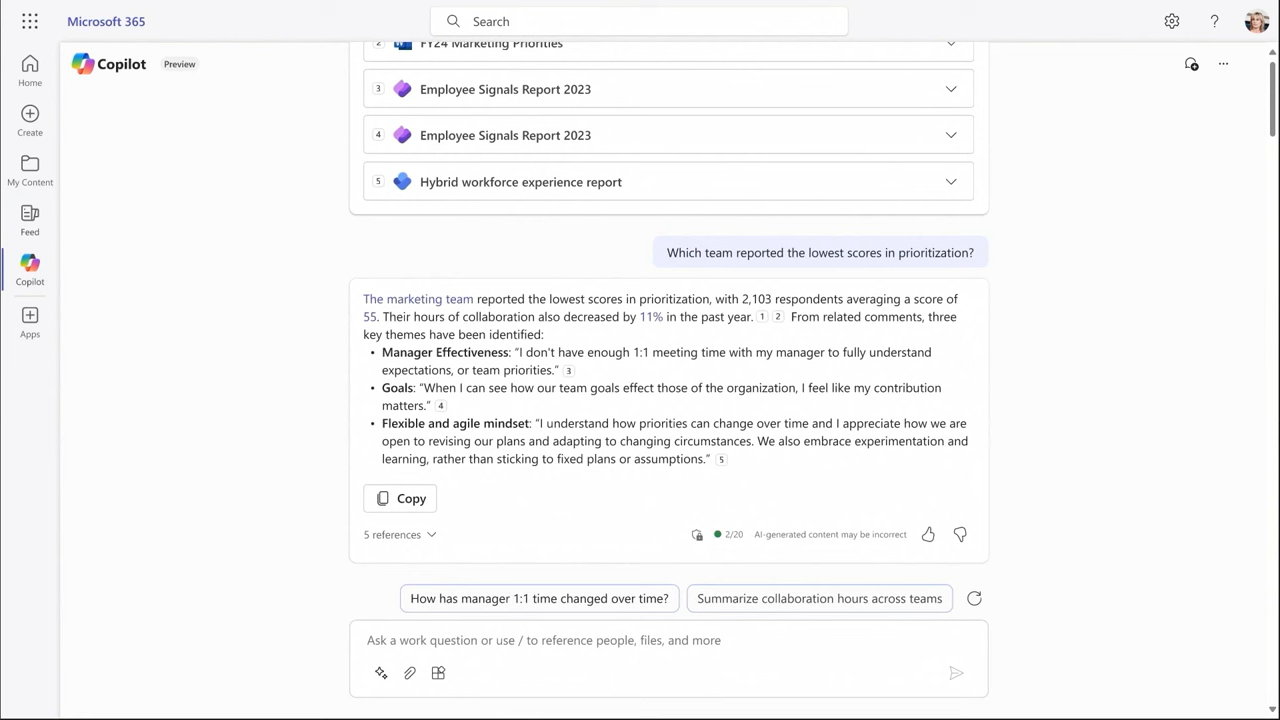 Microsoft 365
Search
Home
Create
My Content
Feed
Copilot
Apps
Copilot Preview
2 FY24 Marketing Priorities
3 Employee Signals Report 2023
4 Employee Signals Report 2023
5 Hybrid workforce experience report
Which team reported the lowest scores in prioritization?
The marketing team reported the lowest scores in prioritization, with 2,103 respondents averaging a score of
55. Their hours of collaboration also decreased by 11% in the past year. 1 2 From related comments, three
key themes have been identified:
• Manager Effectiveness: “I don't have enough 1:1 meeting time with my manager to fully understand
expectations, or team priorities.” 3
• Goals: “When I can see how our team goals effect those of the organization, I feel like my contribution
matters.” 4
• Flexible and agile mindset: “I understand how priorities can change over time and I appreciate how we are
open to revising our plans and adapting to changing circumstances. We also embrace experimentation and
learning, rather than sticking to fixed plans or assumptions.” 5
Copy
5 references
2/20 AI-generated content may be incorrect
How has manager 1:1 time changed over time?
Summarize collaboration hours across teams
Ask a work question or use / to reference people, files, and more